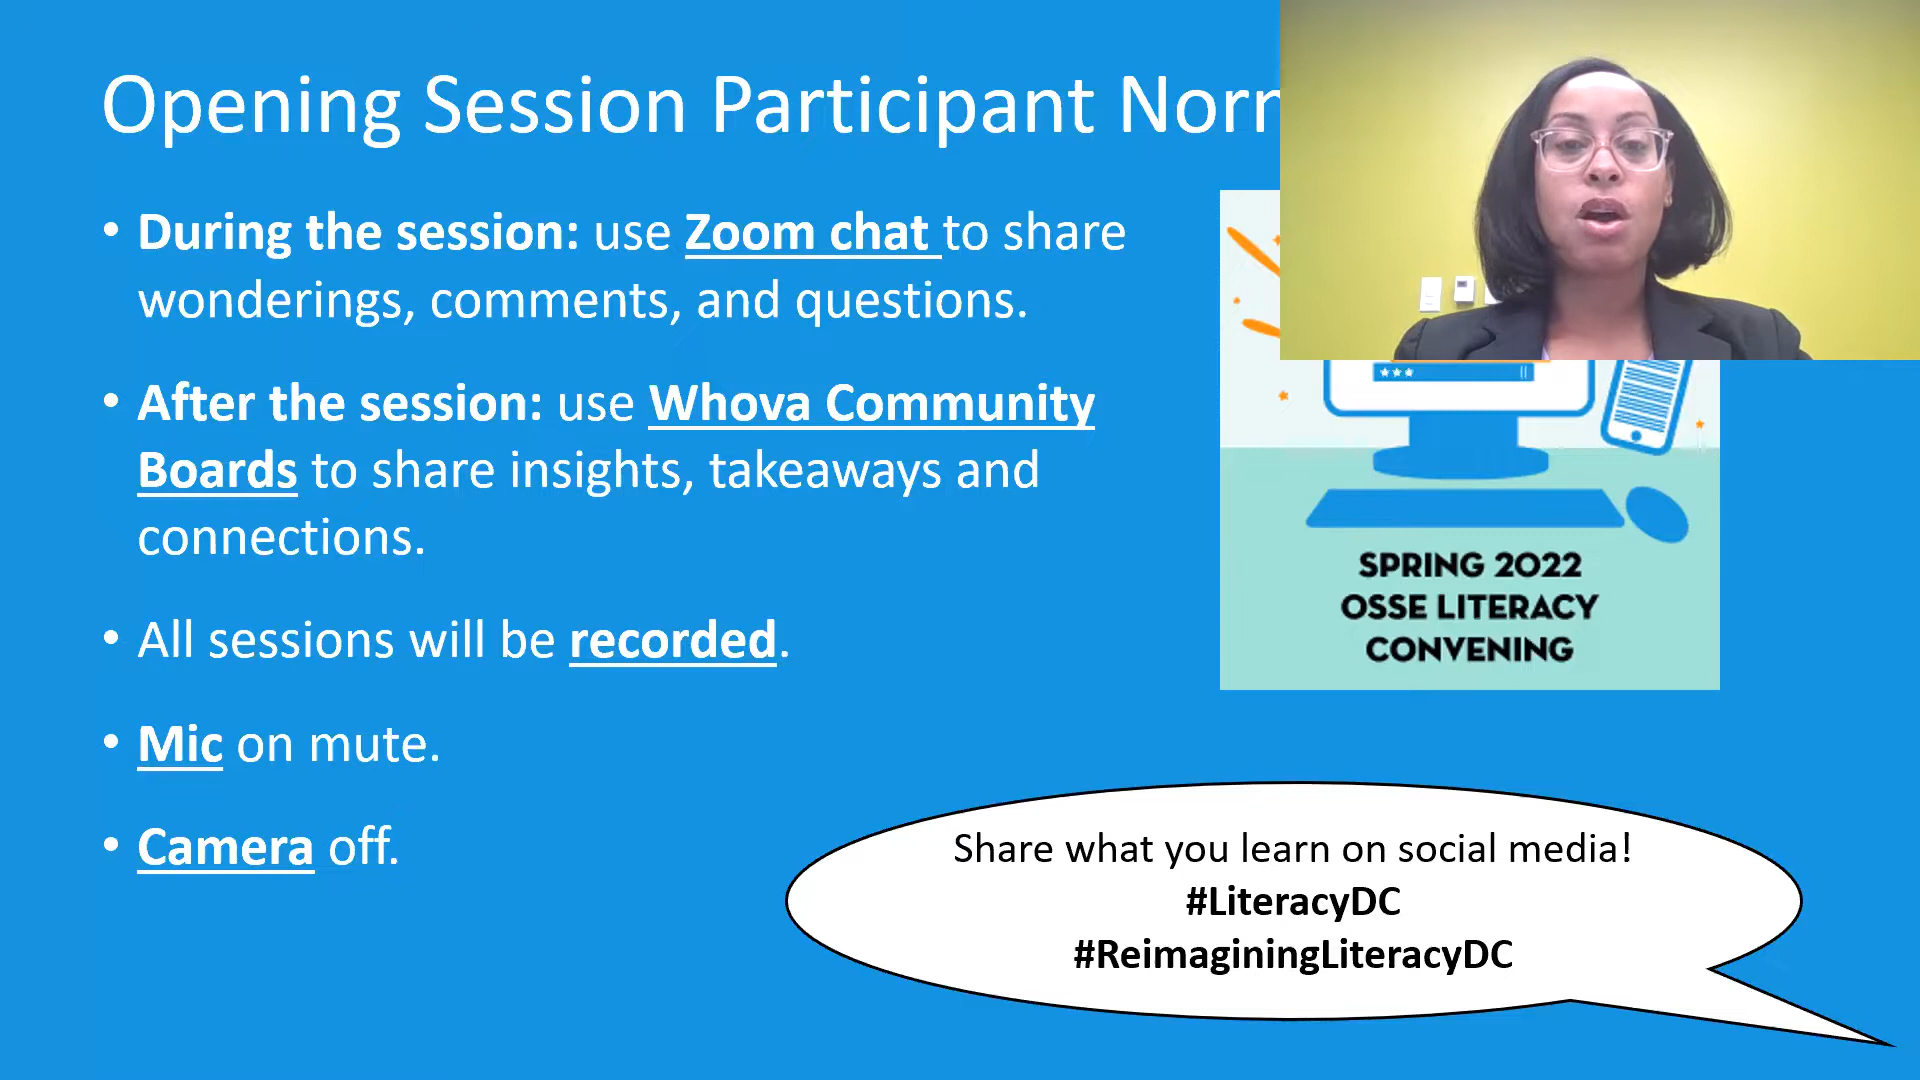 Opening Session Participant Nor
• During the session: use Zoom chat to share
wonderings, comments, and questions.
• After the session: use Whova Community
Boards to share insights, takeaways and
connections.
• All sessions will be recorded.
• Mic on mute.
• Camera off.
SPRING 2022
OSSE LITERACY
CONVENING
Share what you learn on social media!
#LiteracyDC
#ReimaginingLiteracyDC